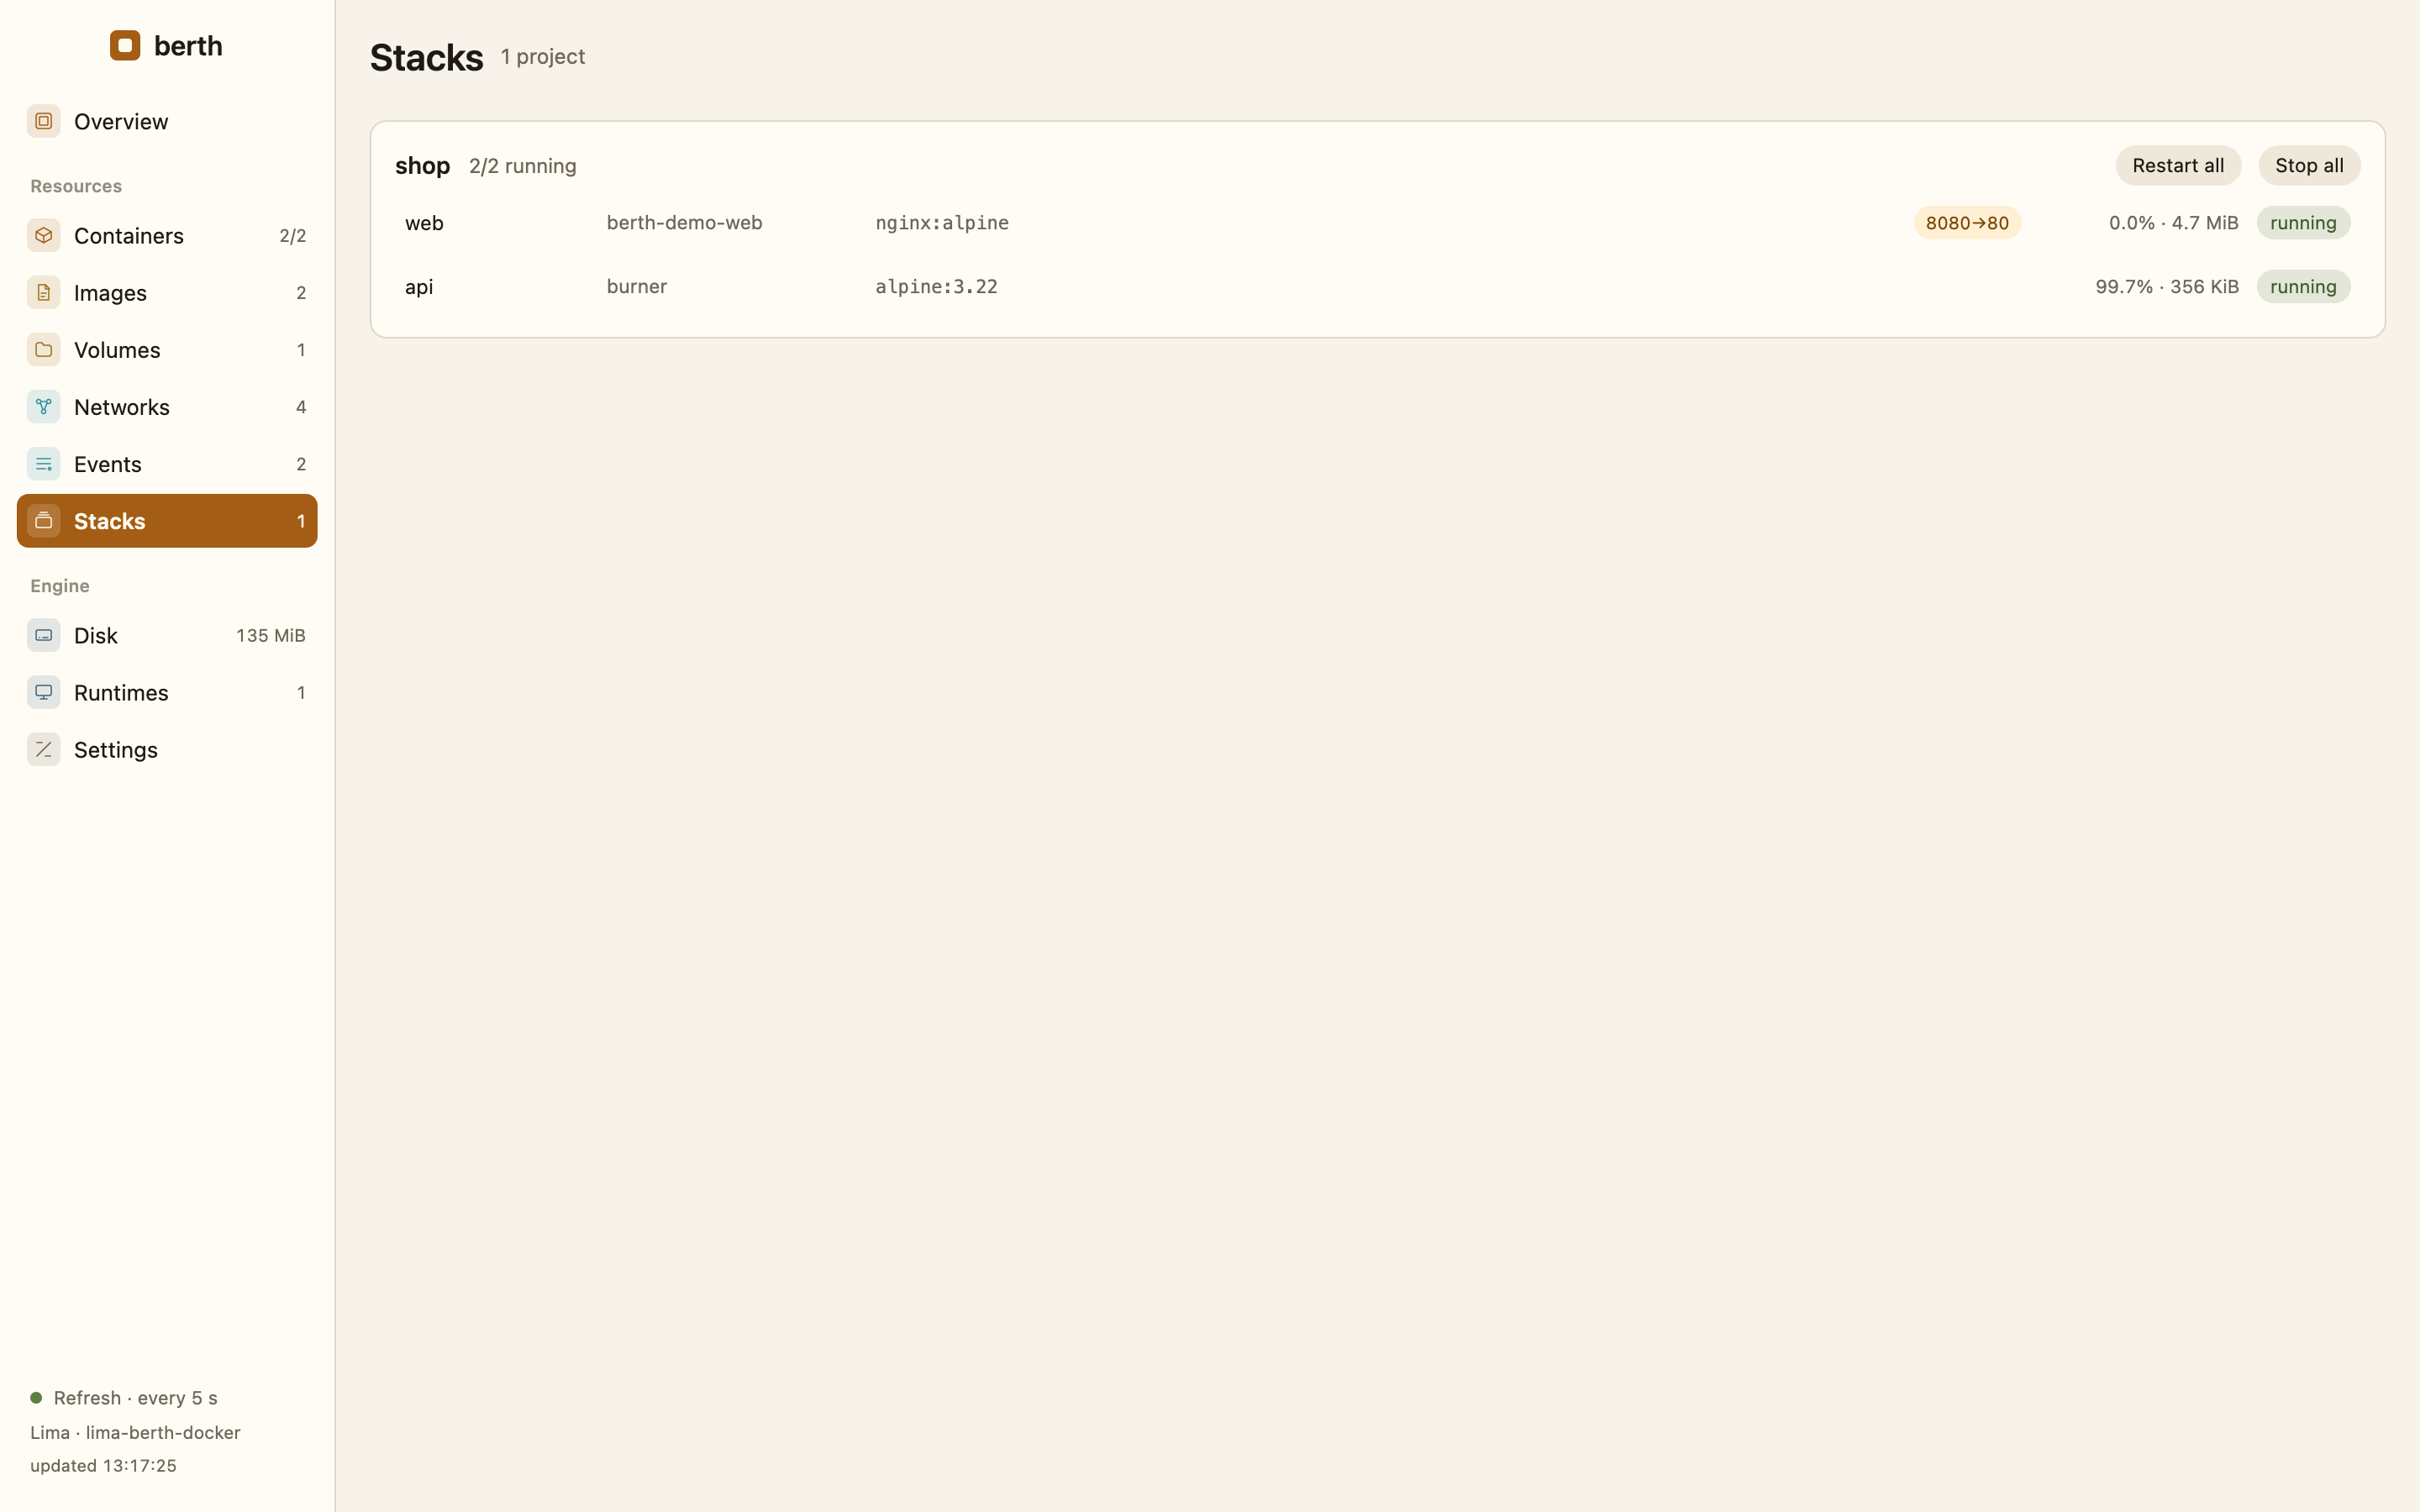 berth
Overview
Resources
Containers 2/2
Images 2
Volumes 1
Networks 4
Events 2
Stacks 1
Engine
Disk 135 MiB
Runtimes 1
Settings
Refresh · every 5 s
Lima · lima-berth-docker
updated 13:17:25
Stacks 1 project
shop 2/2 running Restart all Stop all
web berth-demo-web nginx:alpine 8080→80 0.0% · 4.7 MiB running
api burner alpine:3.22 99.7% · 356 KiB running